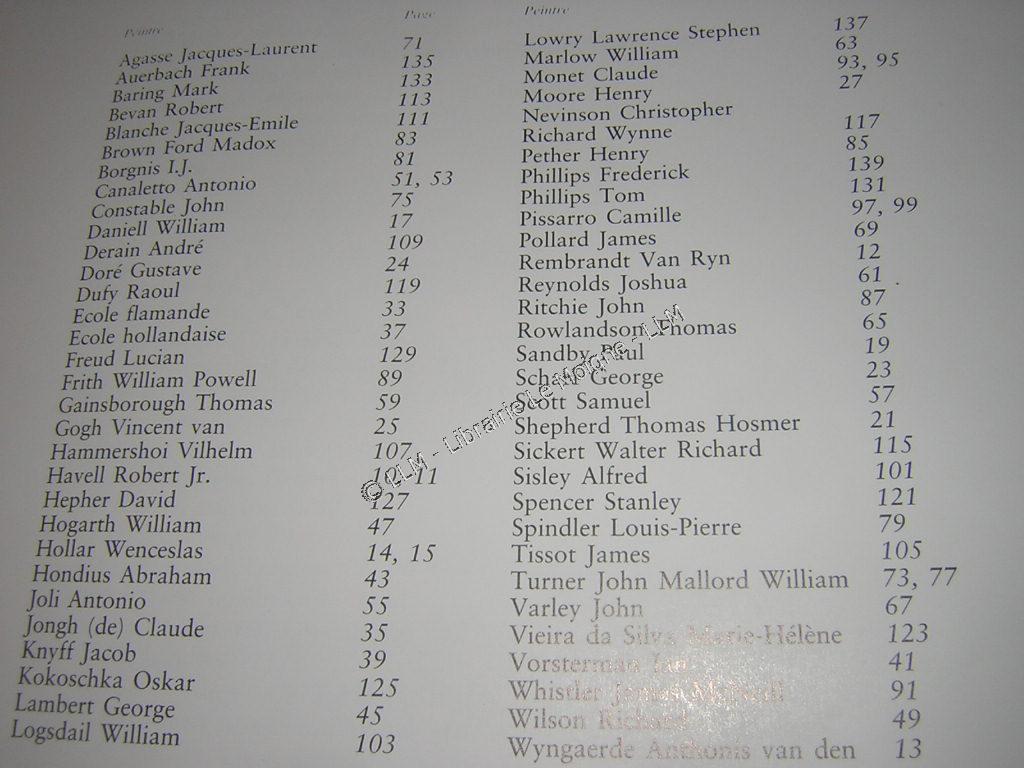 Peintre Page
Agasse Jacques-Laurent 71
Auerbach Frank 135
Baring Mark 133
Bevan Robert 113
Blanche Jacques-Emile 111
Brown Ford Madox 83
Borgnis I.J. 81
Canaletto Antonio 51, 53
Constable John 75
Daniell William 17
Derain André 109
Doré Gustave 24
Dufy Raoul 119
Ecole flamande 33
Ecole hollandaise 37
Freud Lucian 129
Frith William Powell 89
Gainsborough Thomas 59
Gogh Vincent van 25
Hammershoi Vilhelm 107
Havell Robert Jr. 11
Hepher David 127
Hogarth William 47
Hollar Wenceslas 14, 15
Hondius Abraham 43
Joli Antonio 55
Jongh (de) Claude 35
Knyff Jacob 39
Kokoschka Oskar 125
Lambert George 45
Logsdail William 103
Peintre
Lowry Lawrence Stephen 137
Marlow William 63
Monet Claude 93, 95
Moore Henry 27
Nevinson Christopher
Richard Wynne 117
Pether Henry 85
Phillips Frederick 139
Phillips Tom 131
Pissarro Camille 97, 99
Pollard James 69
Rembrandt Van Ryn 12
Reynolds Joshua 61
Ritchie John 87
Rowlandson Thomas 65
Sandby Paul 19
Scharf George 23
Scott Samuel 57
Shepherd Thomas Hosmer 21
Sickert Walter Richard 115
Sisley Alfred 101
Spencer Stanley 121
Spindler Louis-Pierre 79
Tissot James 105
Turner John Mallord William 73, 77
Varley John 67
Vieira da Silva Marie-Hélène 123
Vorsterman Jan 41
Whistler James 91
Wilson Richard 49
Wyngaerde Anthonis van den 13
© LLM - Librairie Le Moigne - LLM